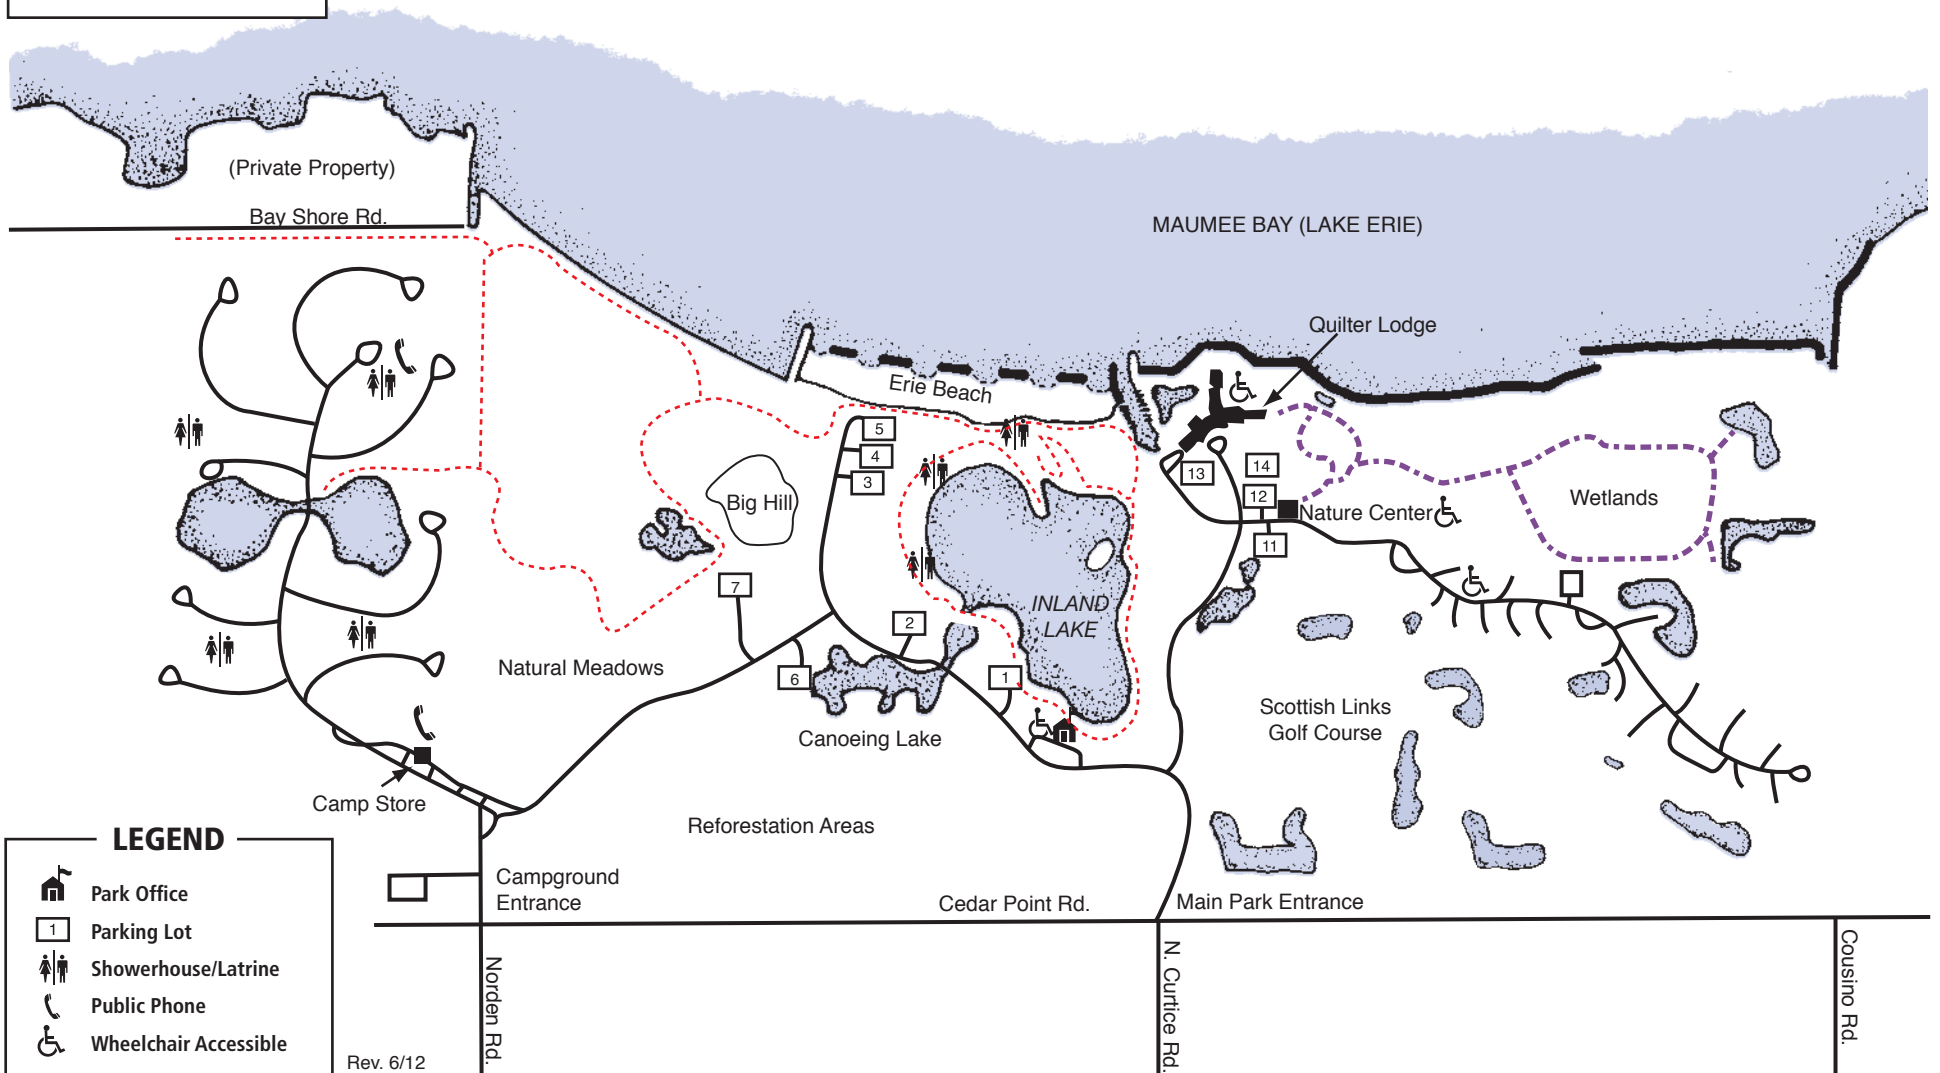 (Private Property)
Bay Shore Rd.
MAUMEE BAY (LAKE ERIE)
Quilter Lodge
Erie Beach
5
4
3
13
14
12
11
Big Hill
Nature Center
Wetlands
7
INLAND
LAKE
2
6
1
Natural Meadows
Canoeing Lake
Scottish Links
Golf Course
Camp Store
Reforestation Areas
Campground
Entrance
Cedar Point Rd.
Main Park Entrance
Norden Rd.
N. Curtice Rd.
Cousino Rd.
LEGEND
Park Office
1 Parking Lot
Showerhouse/Latrine
Public Phone
Wheelchair Accessible
Rev. 6/12